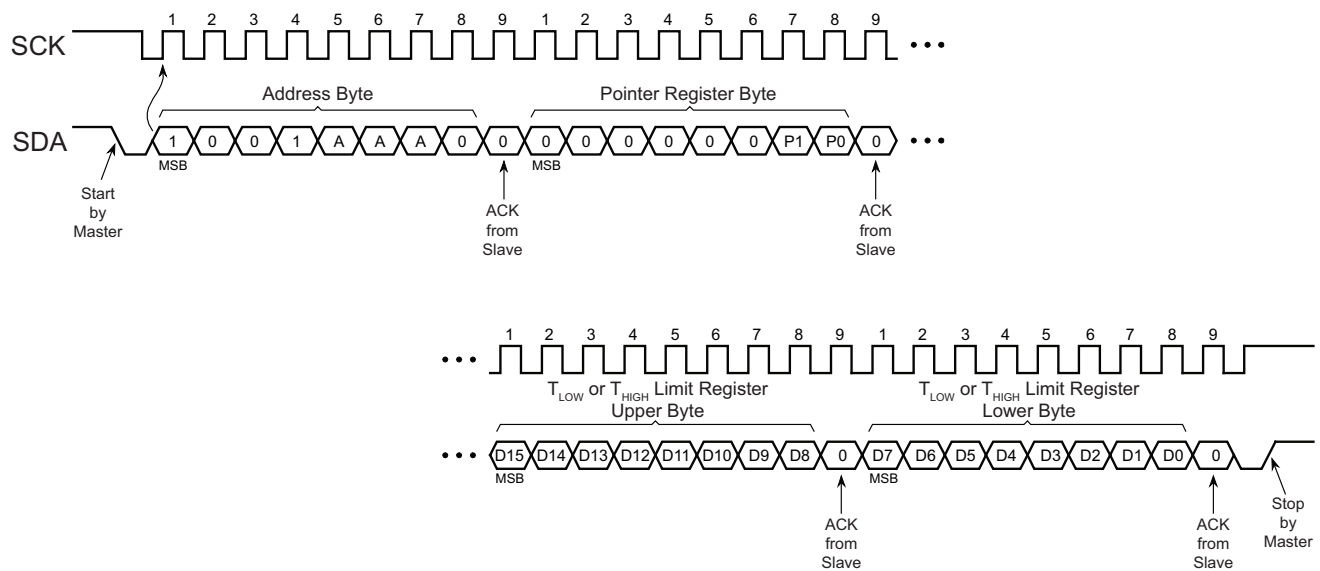 1 2 3 4 5 6 7 8 9 1 2 3 4 5 6 7 8 9
SCK
Address Byte Pointer Register Byte
SDA 1 0 0 1 A A A 0 0 0 0 0 0 0 0 P1 P0 0
MSB MSB
Start
by
Master
ACK
from
Slave
ACK
from
Slave
1 2 3 4 5 6 7 8 9 1 2 3 4 5 6 7 8 9
TLOW or THIGH Limit Register
Upper Byte
TLOW or THIGH Limit Register
Lower Byte
D15 D14 D13 D12 D11 D10 D9 D8 0 D7 D6 D5 D4 D3 D2 D1 D0 0
MSB MSB
ACK
from
Slave
ACK
from
Slave
Stop
by
Master